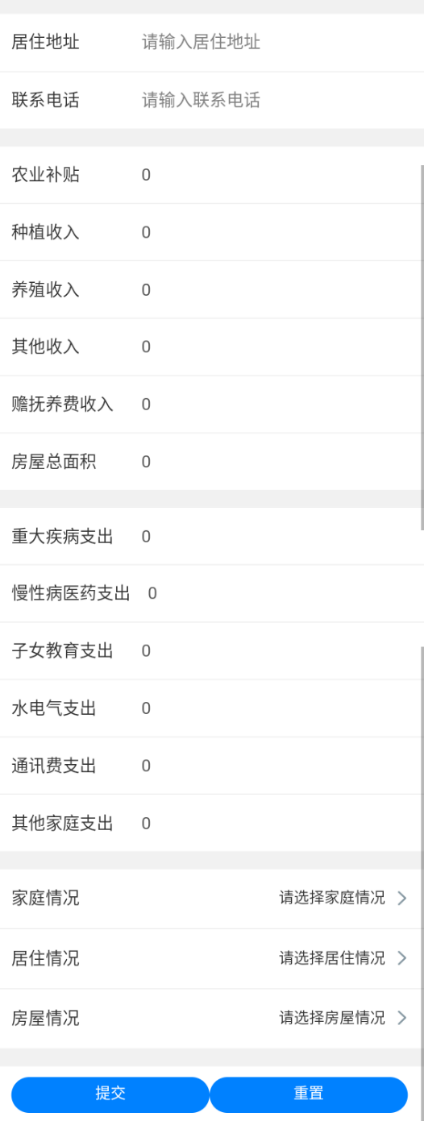 居住地址 请输入居住地址
联系电话 请输入联系电话
农业补贴 0
种植收入 0
养殖收入 0
其他收入 0
赡抚养费收入 0
房屋总面积 0
重大疾病支出 0
慢性病医药支出 0
子女教育支出 0
水电气支出 0
通讯费支出 0
其他家庭支出 0
家庭情况 请选择家庭情况
居住情况 请选择居住情况
房屋情况 请选择房屋情况
提交 重置